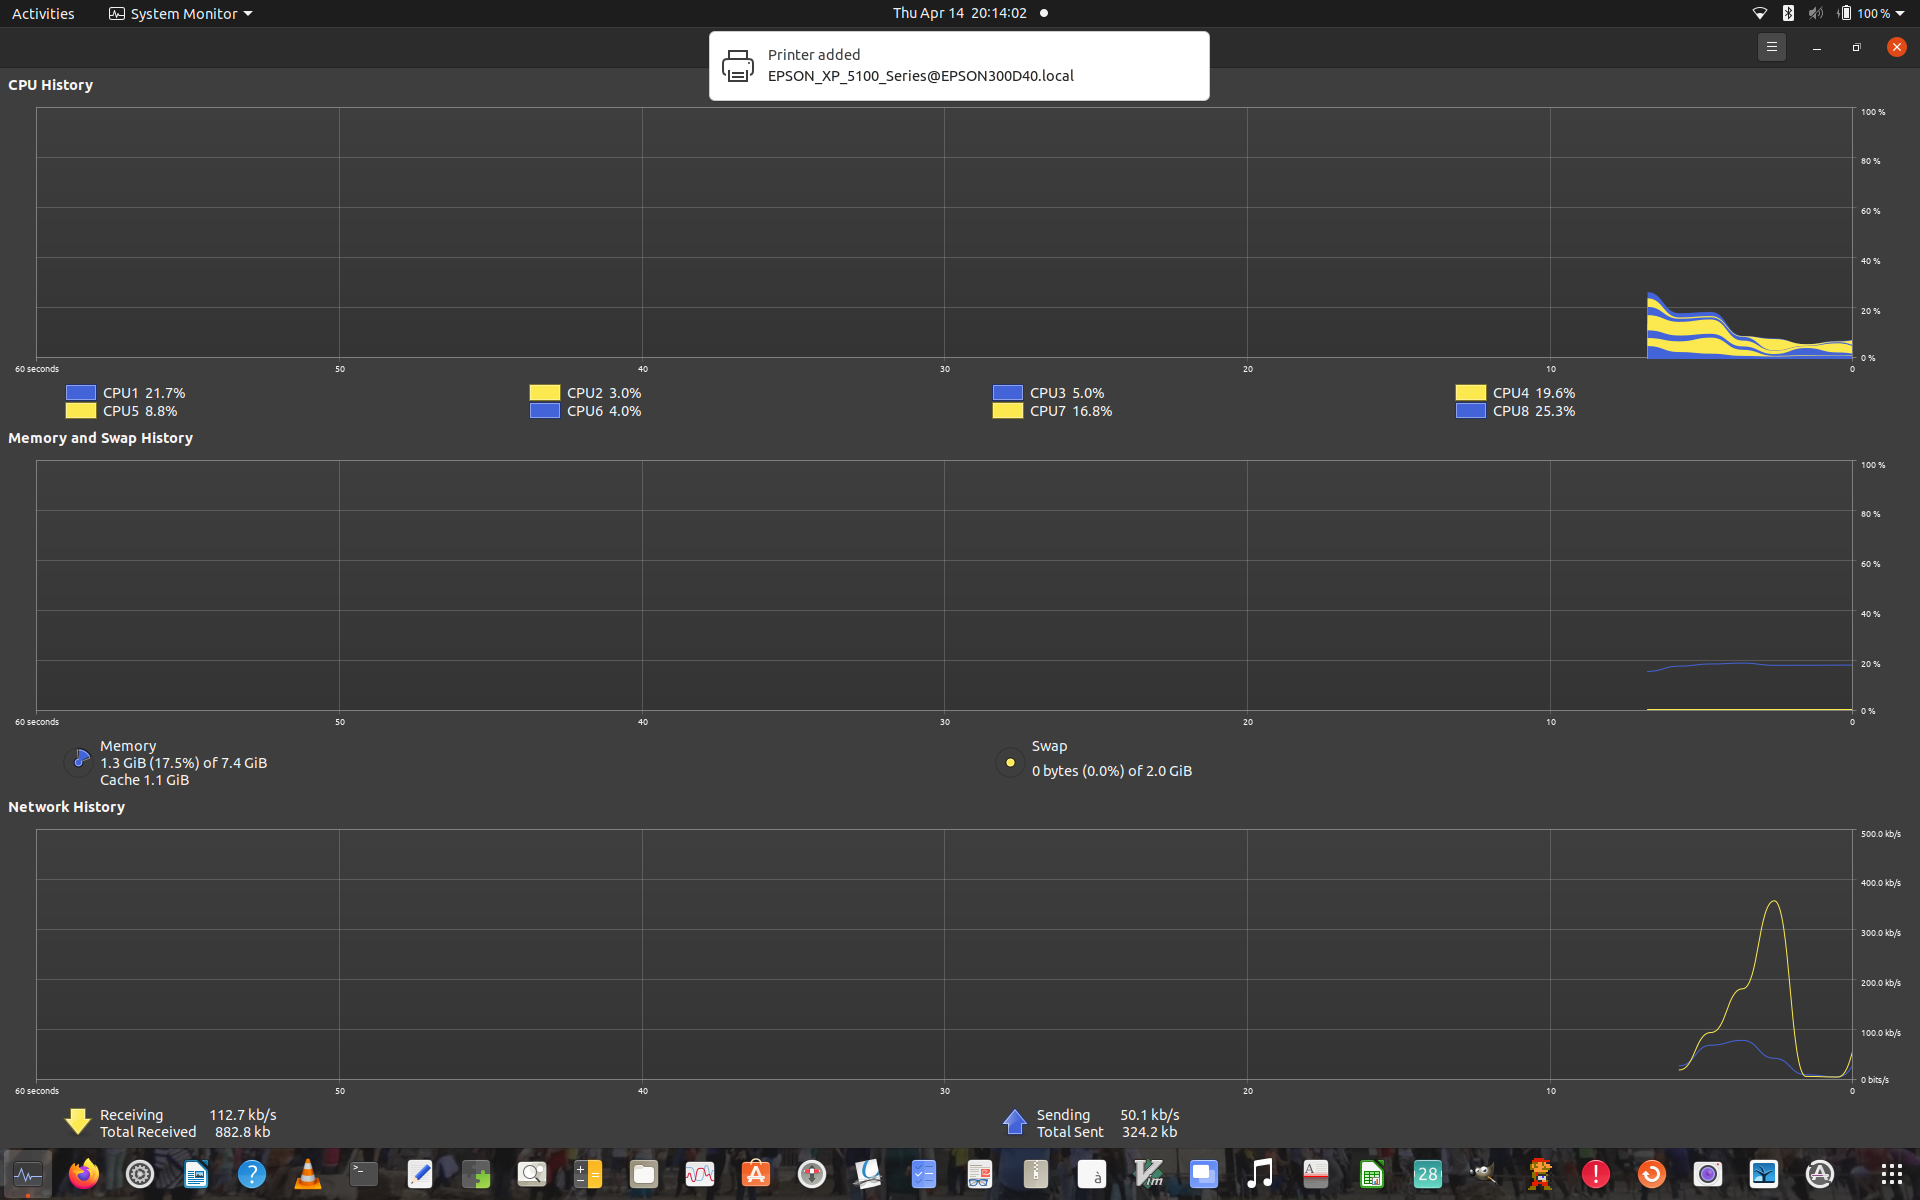 Activities
System Monitor
Thu Apr 14 20:14:02
100 %
Printer added
EPSON_XP_5100_Series@EPSON300D40.local
CPU History
100 %
80 %
60 %
40 %
20 %
0 %
60 seconds 50 40 30 20 10 0
CPU1 21.7% CPU2 3.0% CPU3 5.0% CPU4 19.6%
CPU5 8.8% CPU6 4.0% CPU7 16.8% CPU8 25.3%
Memory and Swap History
100 %
80 %
60 %
40 %
20 %
0 %
60 seconds 50 40 30 20 10 0
Memory
1.3 GiB (17.5%) of 7.4 GiB
Cache 1.1 GiB
Swap
0 bytes (0.0%) of 2.0 GiB
Network History
500.0 kb/s
400.0 kb/s
300.0 kb/s
200.0 kb/s
100.0 kb/s
0 bits/s
60 seconds 50 40 30 20 10 0
Receiving 112.7 kb/s
Total Received 882.8 kb
Sending 50.1 kb/s
Total Sent 324.2 kb
>_
?
à
Vim
A
28
!